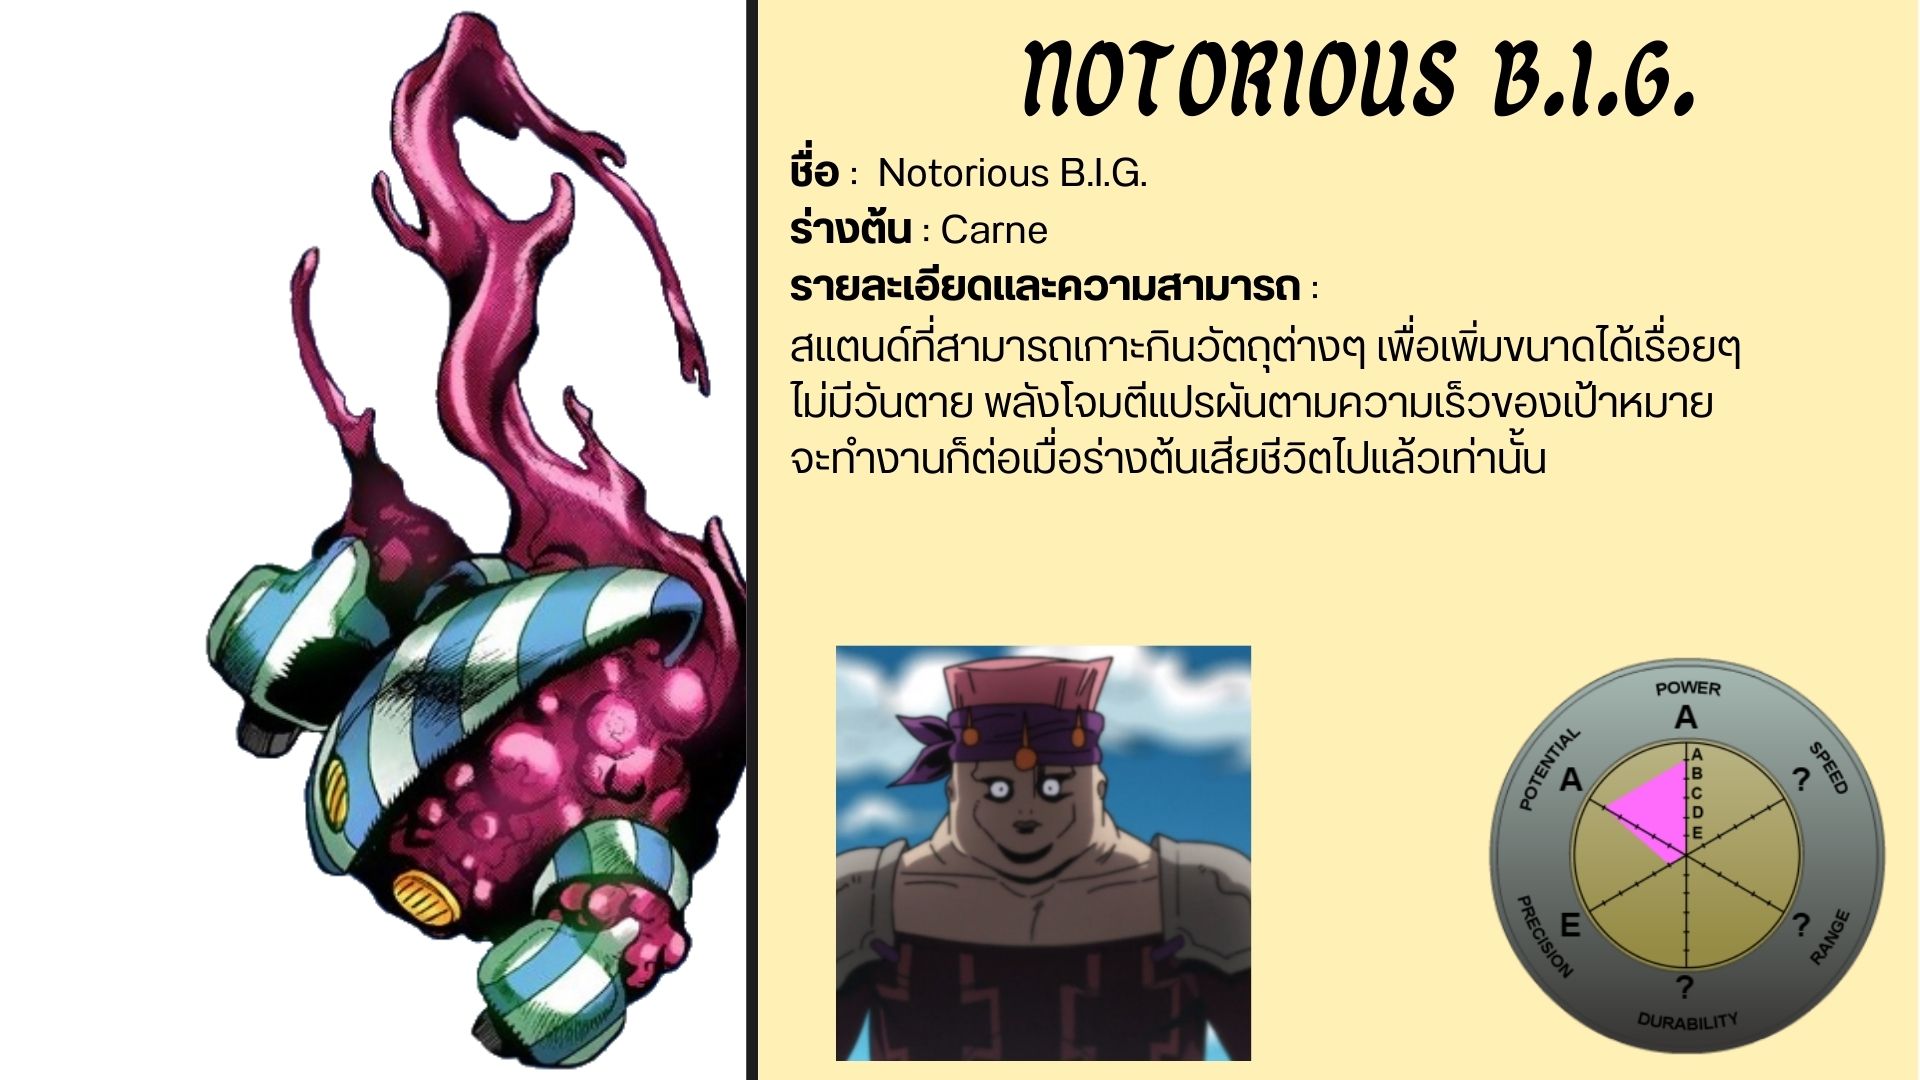 NOTORIOUS B.I.G.
ชื่อ : Notorious B.I.G.
ร่างต้น : Carne
รายละเอียดและความสามารถ :
สแตนด์ที่สามารถเกาะกินวัตถุต่างๆ เพื่อเพิ่มขนาดได้เรื่อยๆ
ไม่มีวันตาย พลังโจมตีแปรผันตามความเร็วของเป้าหมาย
จะทำงานก็ต่อเมื่อร่างต้นเสียชีวิตไปแล้วเท่านั้น
POWER
A
POTENTIAL
A
SPEED
?
A
B
C
D
E
PRECISION
E
RANGE
?
?
DURABILITY